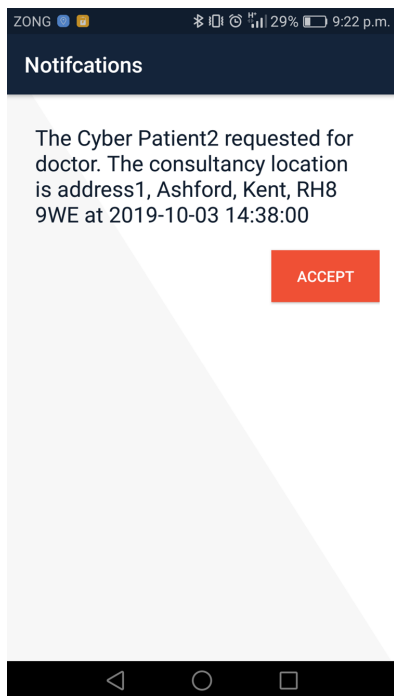 ZONG 29% 9:22 p.m.
Notifcations
The Cyber Patient2 requested for
doctor. The consultancy location
is address1, Ashford, Kent, RH8
9WE at 2019-10-03 14:38:00
ACCEPT